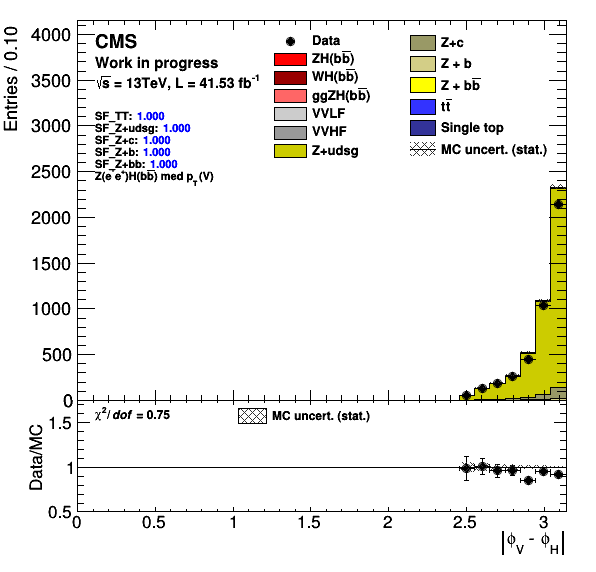 Entries / 0.10
4000
3500
3000
2500
2000
1500
1000
500
0
CMS
Work in progress
√s = 13TeV, L = 41.53 fb⁻¹
SF_TT: 1.000
SF_Z+udsg: 1.000
SF_Z+c: 1.000
SF_Z+b: 1.000
SF_Z+bb: 1.000
Z(e⁻e⁺)H(bb̅) med p_T(V)
Data
ZH(bb̅)
WH(bb̅)
ggZH(bb̅)
VVLF
VVHF
Z+udsg
Z+c
Z + b
Z + bb̅
tt̅
Single top
MC uncert. (stat.)
Data/MC
1.5
1
0.5
χ²/dof = 0.75
MC uncert. (stat.)
0 0.5 1 1.5 2 2.5 3
|ϕ_V - ϕ_H|